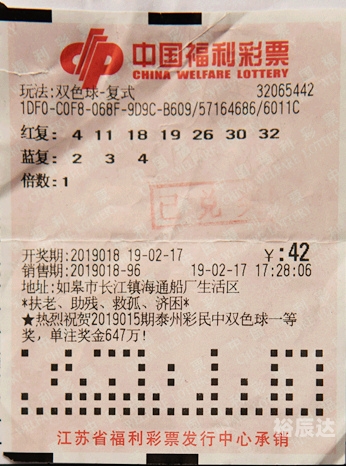 中国福利彩票
CHINA WELFARE LOTTERY
玩法:双色球-复式 32065442
1DF0-C0F8-068F-9D9C-B609/57164686/6011C
红复: 4 11 18 19 26 30 32
蓝复: 2 3 4
倍数:1
已兑
开奖期:2019018 19-02-17 ¥:42
销售期:2019018-96 19-02-17 17:28:06
地址:如皋市长江镇海通船厂生活区
*扶老、助残、救孤、济困*
★热烈祝贺2019015期泰州彩民中双色球一等
奖,单注奖金647万!
江苏省福利彩票发行中心承销
裕辰达